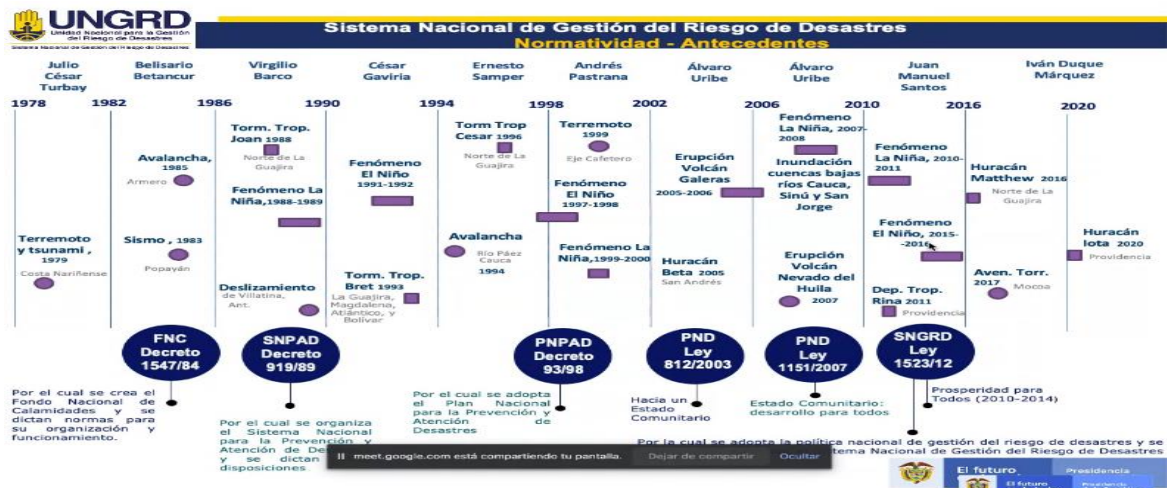 UNGRD
Unidad Nacional para la Gestión
del Riesgo de Desastres
Sistema Nacional de Gestión del Riesgo de Desastres
Sistema Nacional de Gestión del Riesgo de Desastres
Normatividad - Antecedentes
Julio
César
Turbay
Belisario
Betancur
Virgilio
Barco
César
Gaviria
Ernesto
Samper
Andrés
Pastrana
Álvaro
Uribe
Álvaro
Uribe
Juan
Manuel
Santos
Iván Duque
Márquez
1978
1982
1986
1990
1994
1998
2002
2006
2010
2016
2020
Terremoto
y tsunami,
1979
Costa Nariñense
Avalancha,
1985
Armero
Sismo, 1983
Popayán
Torm. Trop.
Joan 1988
Norte de La
Guajira
Fenómeno La
Niña,1988-1989
Deslizamiento
de Villatina,
Ant.
Fenómeno
El Niño
1991-1992
Torm. Trop.
Bret 1993
La Guajira,
Magdalena,
Atlántico, y
Bolívar
Torm Trop
Cesar 1996
Norte de La
Guajira
Avalancha
Río Páez
Cauca
1994
Terremoto
1999
Eje Cafetero
Fenómeno
El Niño
1997-1998
Fenómeno La
Niña,1999-2000
Erupción
Volcán
Galeras
2005-2006
Huracán
Beta 2005
San Andrés
Fenómeno
La Niña, 2007-
2008
Inundación
cuencas bajas
ríos Cauca,
Sinú y San
Jorge
Erupción
Volcán
Nevado del
Huila
2007
Fenómeno
La Niña, 2010-
2011
Fenómeno
El Niño, 2015-
-2016
Dep. Trop.
Rina 2011
Providencia
Huracán
Matthew 2016
Norte de La
Guajira
Aven. Torr.
2017
Mocoa
Huracán
Iota 2020
Providencia
FNC
Decreto
1547/84
SNPAD
Decreto
919/89
PNPAD
Decreto
93/98
PND
Ley
812/2003
PND
Ley
1151/2007
SNGRD
Ley
1523/12
Por el cual se crea el
Fondo Nacional de
Calamidades y se
dictan normas para
su organización y
funcionamiento.
Por el cual se organiza
el Sistema Nacional
para la Prevención y
Atención de De
y se dictan
disposiciones
Por el cual se adopta
el Plan Nacional
para la Prevención y
Atención de
Desastres
Hacia un
Estado
Comunitario
Estado Comunitario:
desarrollo para todos
Prosperidad para
Todos (2010-2014)
Por la cual se adopta la política nacional de gestión del riesgo de desastres y se
tema Nacional de Gestión del Riesgo de Desastres
meet.google.com está compartiendo tu pantalla.
Dejar de compartir
Ocultar
El futuro
Presidencia
El futuro